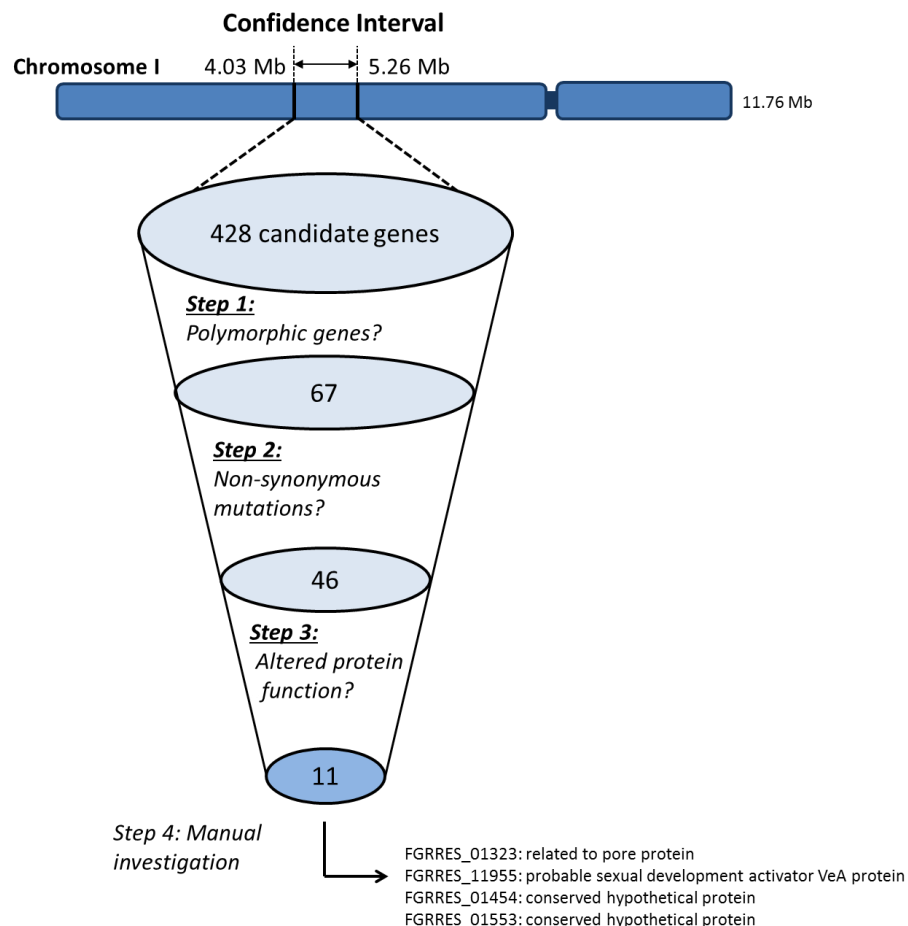 Confidence Interval
Chromosome I 4.03 Mb 5.26 Mb
11.76 Mb
428 candidate genes
Step 1:
Polymorphic genes?
67
Step 2:
Non-synonymous
mutations?
46
Step 3:
Altered protein
function?
11
Step 4: Manual
investigation
FGRRES_01323: related to pore protein
FGRRES_11955: probable sexual development activator VeA protein
FGRRES_01454: conserved hypothetical protein
FGRRES_01553: conserved hypothetical protein